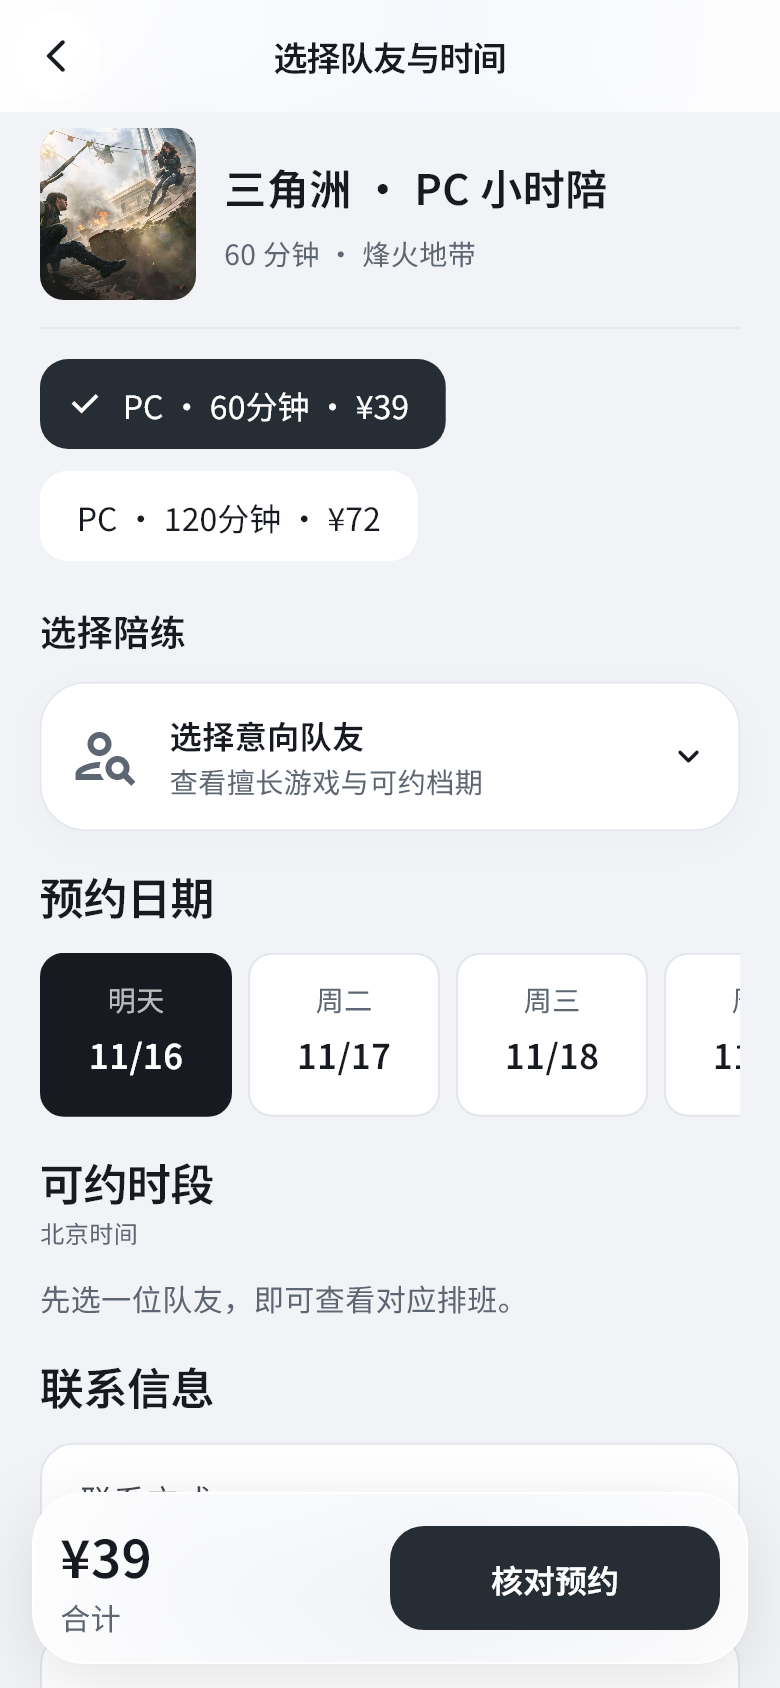 选择队友与时间
三角洲 · PC 小时陪
60 分钟 · 烽火地带
PC · 60分钟 · ¥39
PC · 120分钟 · ¥72
选择陪练
选择意向队友
查看擅长游戏与可约档期
预约日期
明天
11/16
周二
11/17
周三
11/18
可约时段
北京时间
先选一位队友，即可查看对应排班。
联系信息
¥39
合计
核对预约